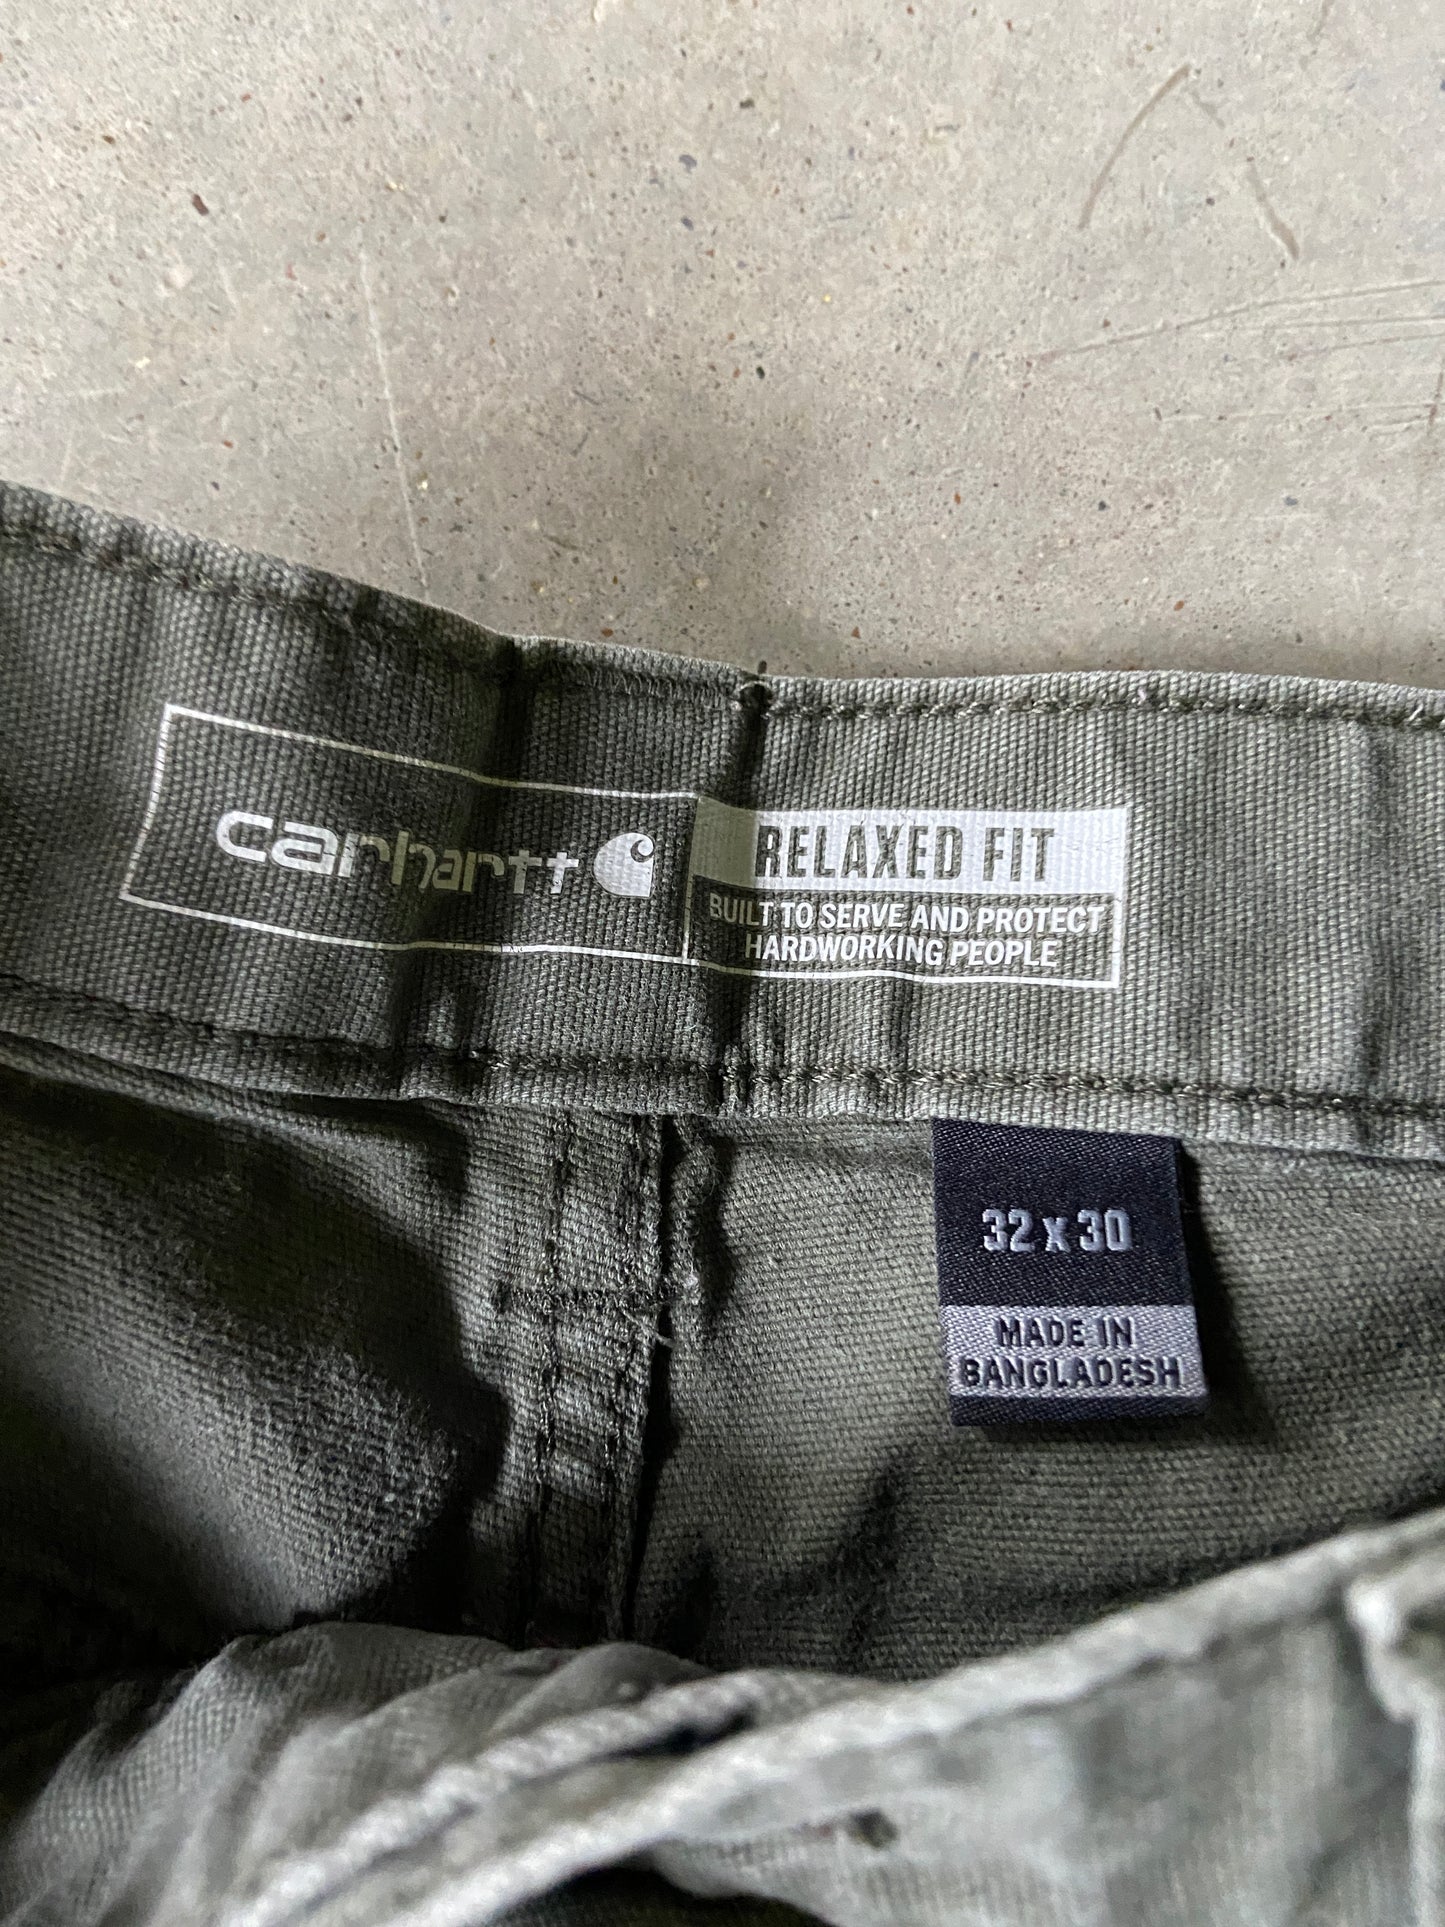 carhartt
RELAXED FIT
BUILT TO SERVE AND PROTECT
HARDWORKING PEOPLE
32 x 30
MADE IN
BANGLADESH